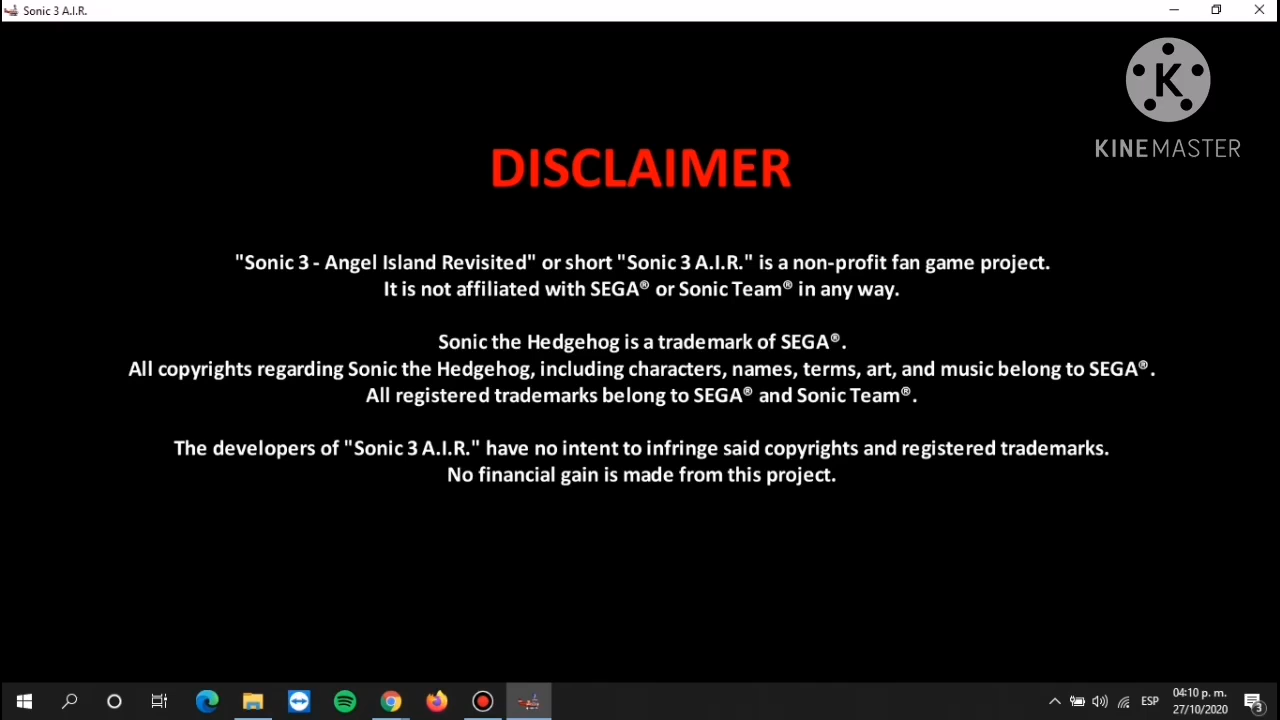 Sonic 3 A.I.R.
K
KINEMASTER
DISCLAIMER
"Sonic 3 - Angel Island Revisited" or short "Sonic 3 A.I.R." is a non-profit fan game project.
It is not affiliated with SEGA® or Sonic Team® in any way.
Sonic the Hedgehog is a trademark of SEGA®.
All copyrights regarding Sonic the Hedgehog, including characters, names, terms, art, and music belong to SEGA®.
All registered trademarks belong to SEGA® and Sonic Team®.
The developers of "Sonic 3 A.I.R." have no intent to infringe said copyrights and registered trademarks.
No financial gain is made from this project.
ESP
04:10 p. m.
27/10/2020
3